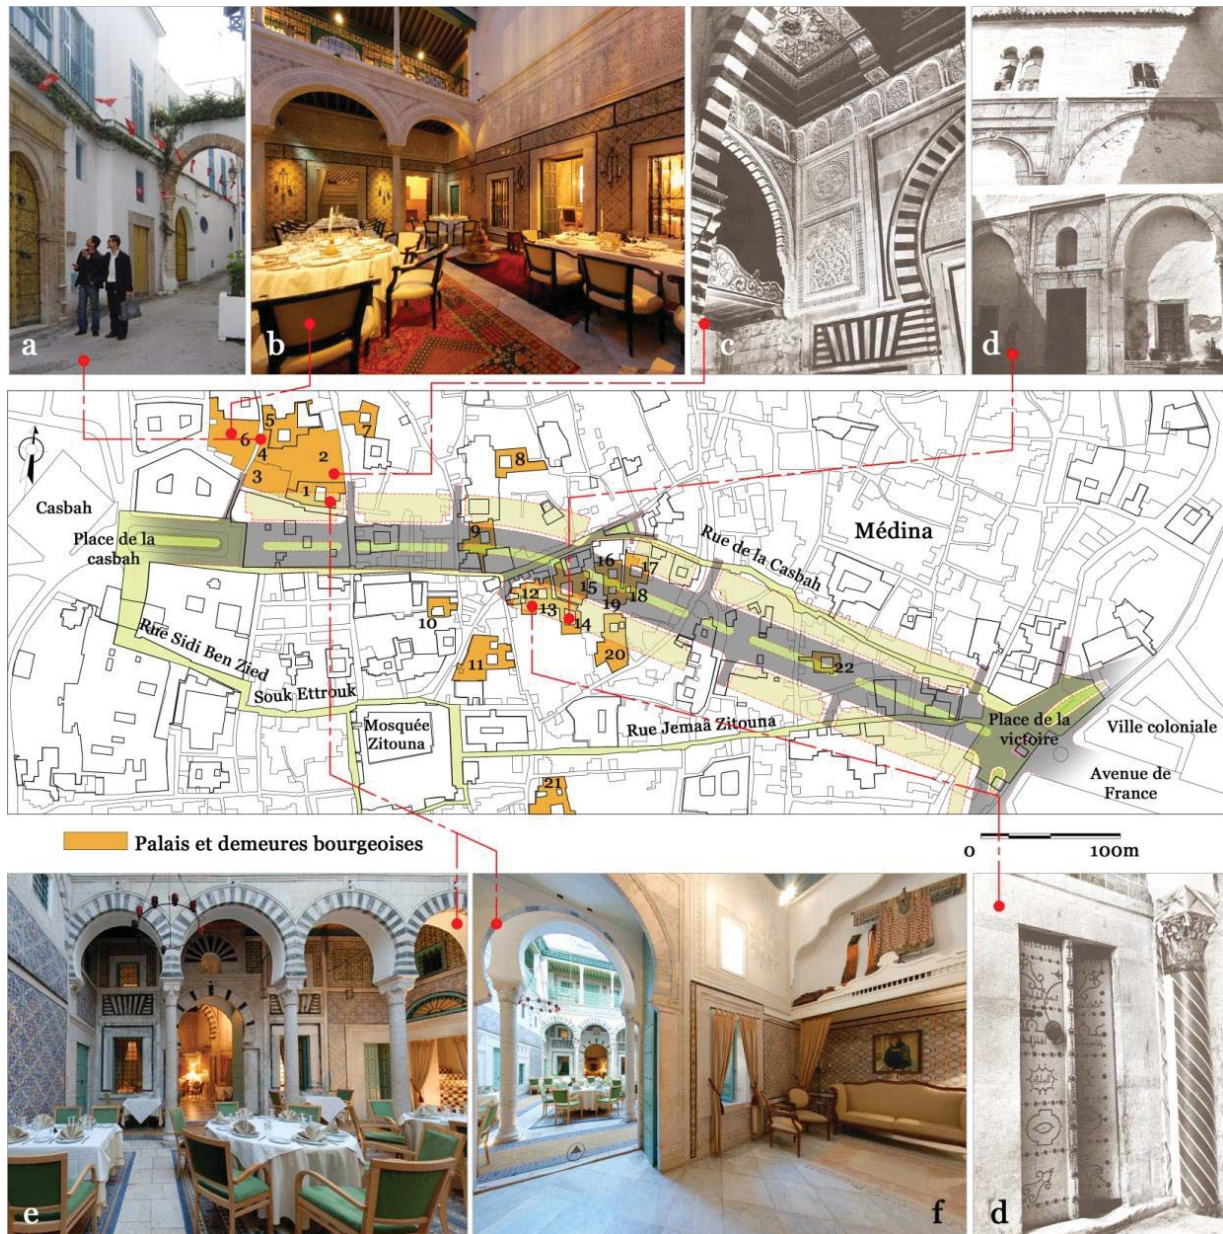 a
b
c
d
5
6
7
4
2
8
3
1
Casbah
Médina
9
Place de la
casbah
Rue de la Casbah
16
17
12
15
18
13
19
10
14
Rue Sidi Ben Zied
11
20
22
Souk Ettrouk
Mosquée
Zitouna
Rue Jemaâ Zitouna
Place de la
victoire
Ville coloniale
Avenue de
France
21
Palais et demeures bourgeoises
0 100m
e
f
d